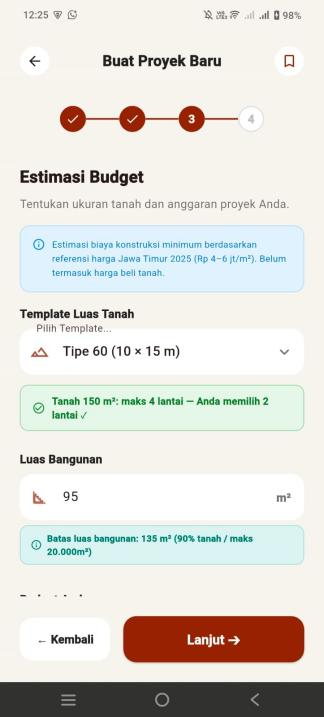 12:25 98%
Buat Proyek Baru
3 4
Estimasi Budget
Tentukan ukuran tanah dan anggaran proyek Anda.
Estimasi biaya konstruksi minimum berdasarkan
referensi harga Jawa Timur 2025 (Rp 4–6 jt/m²). Belum
termasuk harga beli tanah.
Template Luas Tanah
Pilih Template...
Tipe 60 (10 × 15 m)
Tanah 150 m²: maks 4 lantai — Anda memilih 2
lantai ✓
Luas Bangunan
95 m²
Batas luas bangunan: 135 m² (90% tanah / maks
20.000m²)
← Kembali
Lanjut →